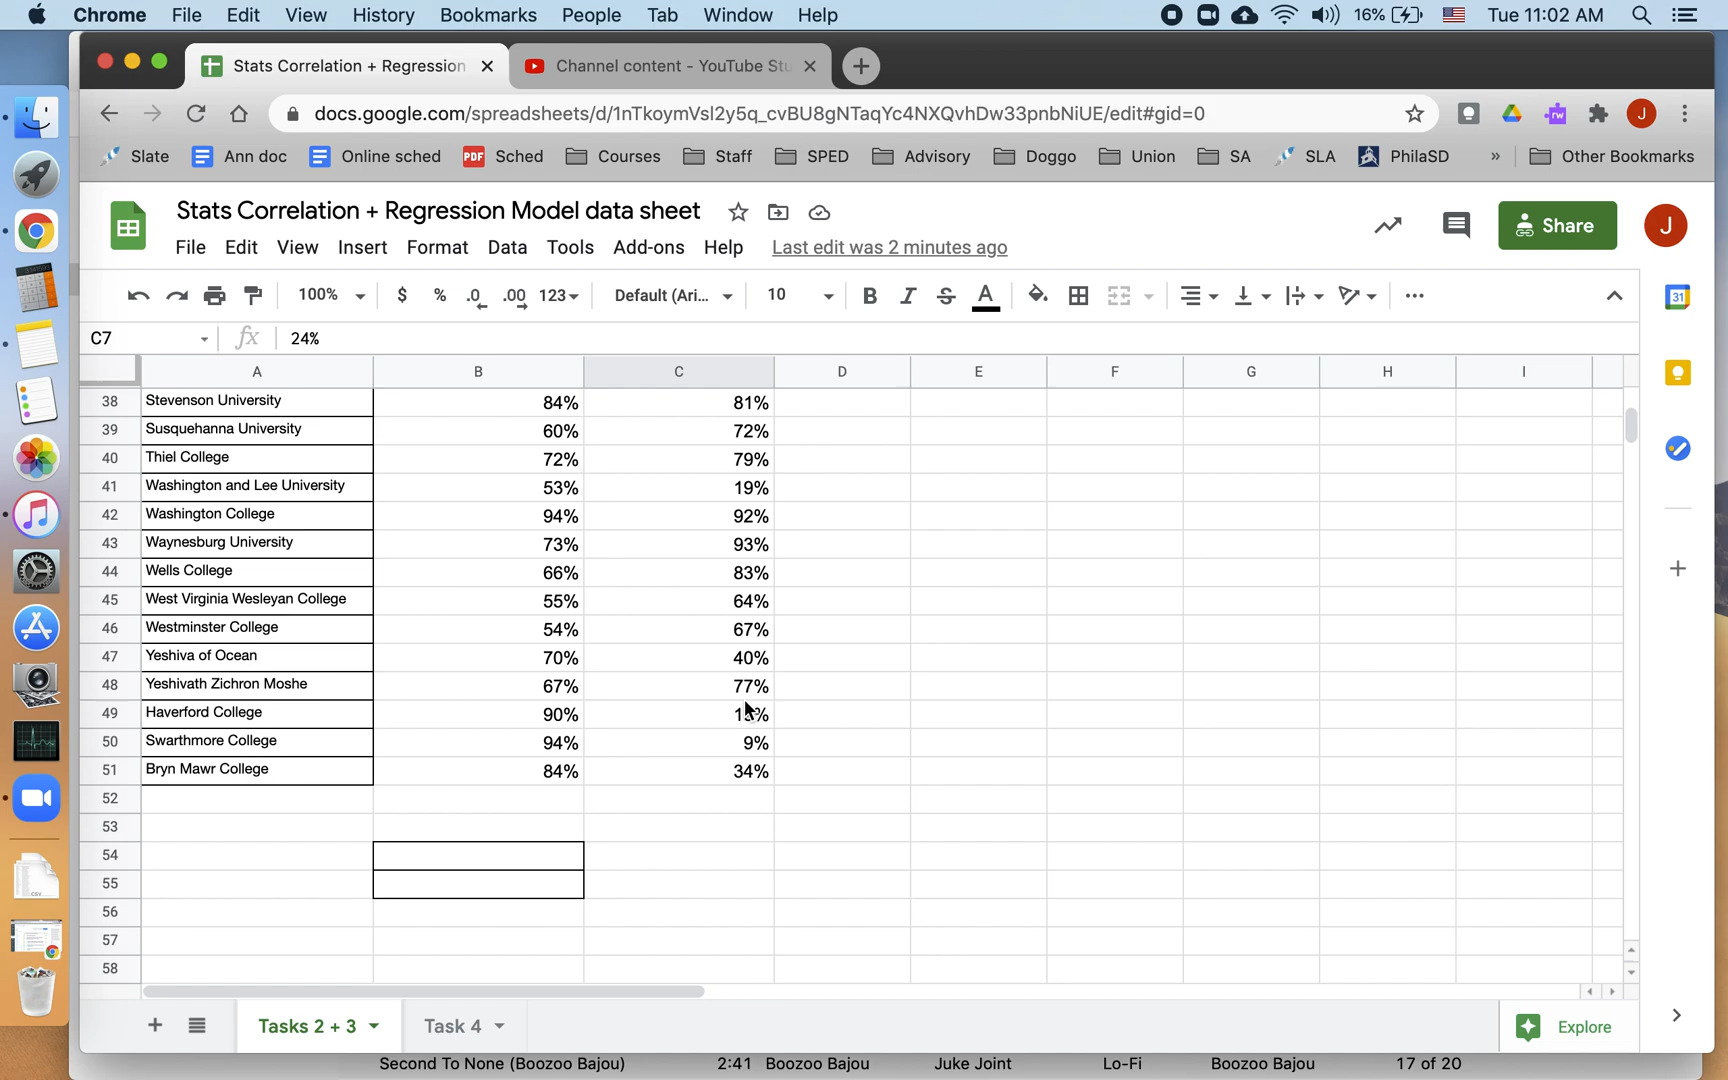 Chrome File Edit View History Bookmarks People Tab Window Help 16% Tue 11:02 AM
Stats Correlation + Regression Channel content - YouTube Stu
docs.google.com/spreadsheets/d/1nTkoymVsl2y5q_cvBU8gNTaqYc4NXQvhDw33pnbNiUE/edit#gid=0 rw J
Slate Ann doc Online sched PDF Sched Courses Staff SPED Advisory Doggo Union SA SLA PhilaSD » Other Bookmarks
Stats Correlation + Regression Model data sheet Share J
File Edit View Insert Format Data Tools Add-ons Help Last edit was 2 minutes ago
100% $ % .0 .00 123 Default (Ari... 10 B I S A 31
C7 fx 24%
A B C D E F G H I
38 Stevenson University 84% 81%
39 Susquehanna University 60% 72%
40 Thiel College 72% 79%
41 Washington and Lee University 53% 19%
42 Washington College 94% 92%
43 Waynesburg University 73% 93%
44 Wells College 66% 83%
45 West Virginia Wesleyan College 55% 64%
46 Westminster College 54% 67%
47 Yeshiva of Ocean 70% 40%
48 Yeshivath Zichron Moshe 67% 77%
49 Haverford College 90%
50 Swarthmore College 94% 9%
51 Bryn Mawr College 84% 34%
52
53
54
55
56
57
58
Tasks 2 + 3 Task 4 Explore
Second To None (Boozoo Bajou) 2:41 Boozoo Bajou Juke Joint Lo-Fi Boozoo Bajou 17 of 20